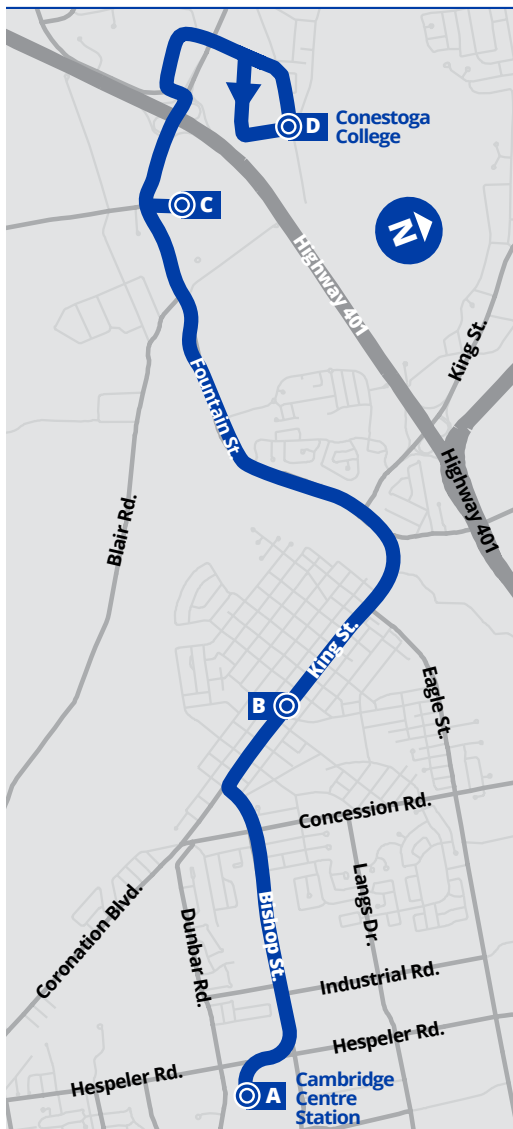 D
Conestoga
College
C
N
Highway 401
King St.
Fountain St.
Highway 401
Blair Rd.
King St.
Eagle St.
B
Concession Rd.
Langs Dr.
Bishop St.
Coronation Blvd.
Dunbar Rd.
Industrial Rd.
Hespeler Rd.
Hespeler Rd.
A
Cambridge
Centre
Station